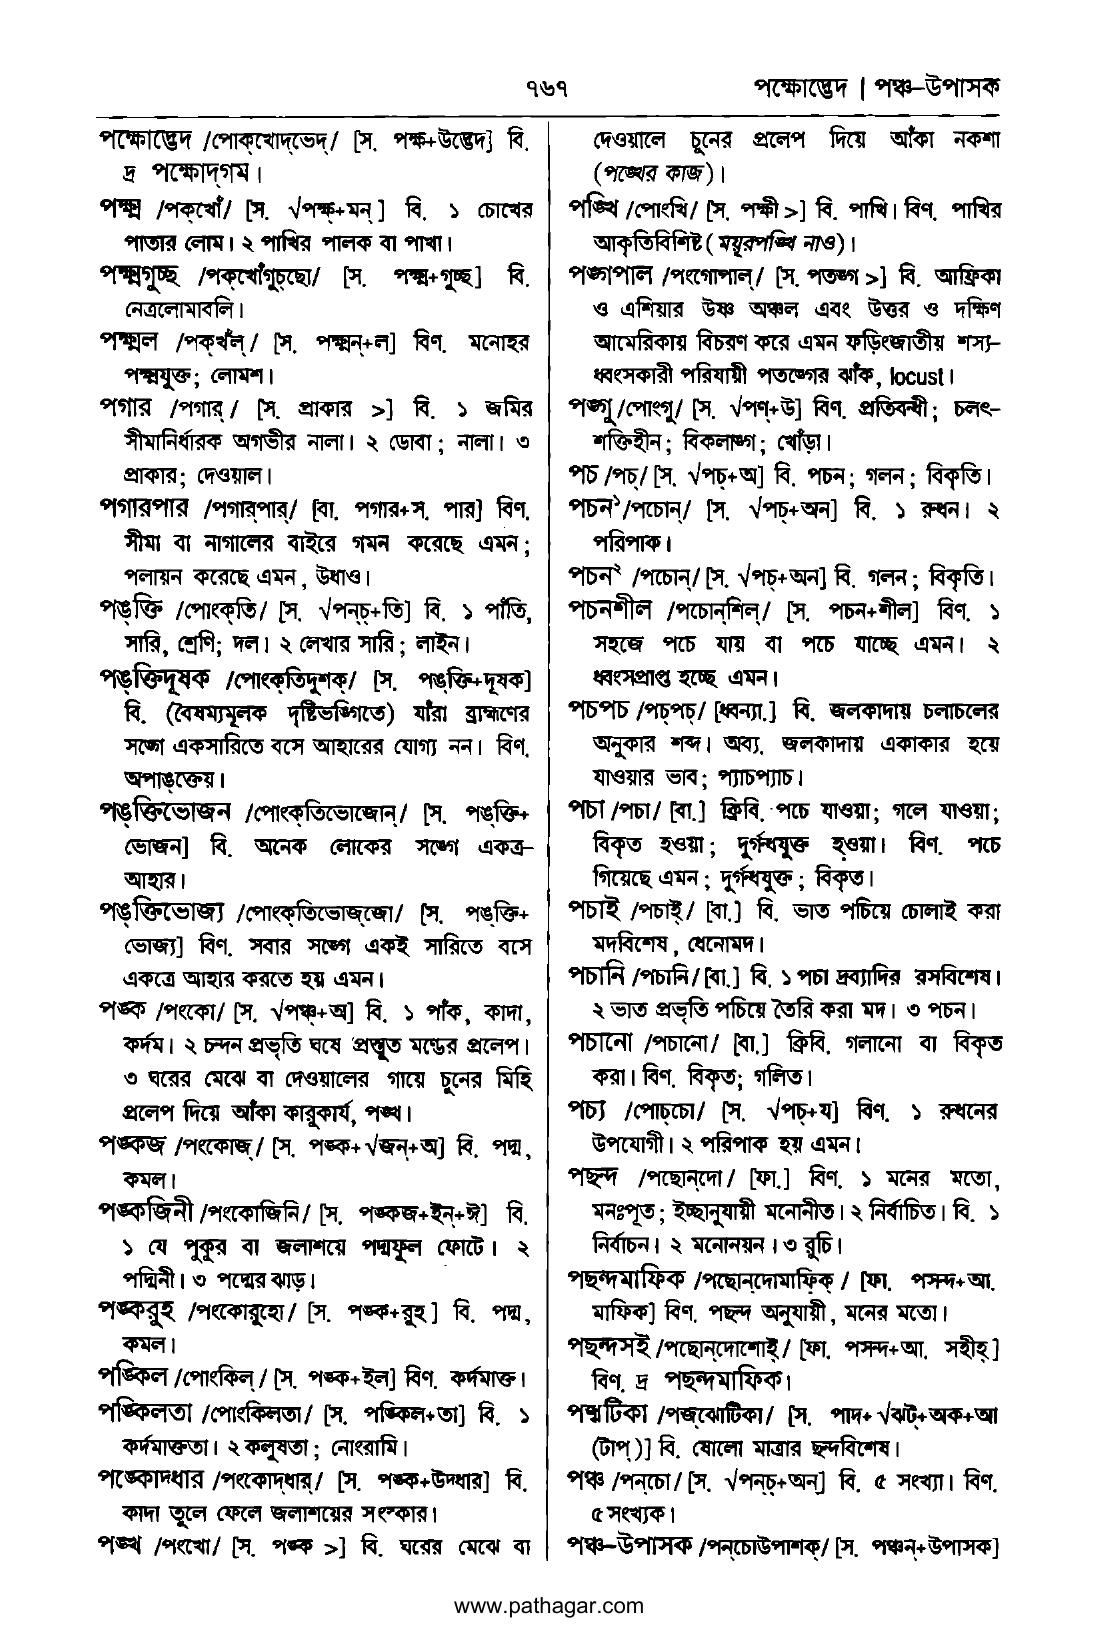 ৭৬৭
পক্ষোদ্ভেদ | পঞ্চ-উপাসক
পক্ষোদ্ভেদ /পোক্‌খোদ্‌ভেদ্/ [স. পক্ষ+উদ্ভেদ] বি.
দ্র পক্ষোদ্‌গম।
পক্ষ্ম /পক্‌খোঁ/ [স. √পক্ষ্+মন্ ] বি. ১ চোখের
পাতার লোম। ২ পাখির পালক বা পাখা।
পক্ষ্মগুচ্ছ /পক্‌খোঁগুচ্‌ছো/ [স. পক্ষ্ম+গুচ্ছ] বি.
নেত্রলোমাবলি।
পক্ষ্মল /পক্‌খঁল্/ [স. পক্ষ্মন্+ল] বিণ. মনোহর
পক্ষ্মযুক্ত; লোমশ।
পগার /পগার্/ [স. প্রাকার >] বি. ১ জমির
সীমানির্ধারক অগভীর নালা। ২ ডোবা; নালা। ৩
প্রাকার; দেওয়াল।
পগারপার /পগার্‌পার্/ [বা. পগার+স. পার] বিণ.
সীমা বা নাগালের বাইরে গমন করেছে এমন;
পলায়ন করেছে এমন, উধাও।
পঙ্‌ক্তি /পোংক্‌তি/ [স. √পন্‌চ্+তি] বি. ১ পাঁতি,
সারি, শ্রেণি; দল। ২ লেখার সারি; লাইন।
পঙ্‌ক্তিদূষক /পোংক্‌তিদুশক্/ [স. পঙ্‌ক্তি+দূষক]
বি. (বৈষম্যমূলক দৃষ্টিভঙ্গিতে) যাঁরা ব্রাহ্মণের
সঙ্গে একসারিতে বসে আহারের যোগ্য নন। বিণ.
অপাঙ্‌ক্তেয়।
পঙ্‌ক্তিভোজন /পোংক্‌তিভোজোন্/ [স. পঙ্‌ক্তি+
ভোজন] বি. অনেক লোকের সঙ্গে একত্র-
আহার।
পঙ্‌ক্তিভোজ্য /পোংক্‌তিভোজ্‌জো/ [স. পঙ্‌ক্তি+
ভোজ্য] বিণ. সবার সঙ্গে একই সারিতে বসে
একত্রে আহার করতে হয় এমন।
পঙ্ক /পংকো/ [স. √পঞ্চ্+অ] বি. ১ পাঁক, কাদা,
কর্দম। ২ চন্দন প্রভৃতি ঘষে প্রস্তুত মণ্ডের প্রলেপ।
৩ ঘরের মেঝে বা দেওয়ালের গায়ে চুনের মিহি
প্রলেপ দিয়ে আঁকা কারুকার্য, পঙ্খ।
পঙ্কজ /পংকোজ্/ [স. পঙ্ক+√জন্+অ] বি. পদ্ম,
কমল।
পঙ্কজিনী /পংকোজিনি/ [স. পঙ্কজ+ইন্+ঈ] বি.
১ যে পুকুর বা জলাশয়ে পদ্মফুল ফোটে। ২
পদ্মিনী। ৩ পদ্মের ঝাড়।
পঙ্করুহ /পংকোরুহো/ [স. পঙ্ক+রুহ] বি. পদ্ম,
কমল।
পঙ্কিল /পোংকিল্/ [স. পঙ্ক+ইল] বিণ. কর্দমাক্ত।
পঙ্কিলতা /পোংকিলতা/ [স. পঙ্কিল+তা] বি. ১
কর্দমাক্ততা। ২ কলুষতা; নোংরামি।
পঙ্কোদ্ধার /পংকোদ্‌ধার্/ [স. পঙ্ক+উদ্ধার] বি.
কাদা তুলে ফেলে জলাশয়ের সংস্কার।
পঙ্খ /পংখো/ [স. পঙ্ক >] বি. ঘরের মেঝে বা
দেওয়ালে চুনের প্রলেপ দিয়ে আঁকা নকশা
(পঙ্খের কাজ)।
পঙ্খি /পোংখি/ [স. পক্ষী >] বি. পাখি। বিণ. পাখির
আকৃতিবিশিষ্ট (ময়ূরপঙ্খি নাও)।
পঙ্গপাল /পংগোপাল্/ [স. পতঙ্গ >] বি. আফ্রিকা
ও এশিয়ার উষ্ণ অঞ্চল এবং উত্তর ও দক্ষিণ
আমেরিকায় বিচরণ করে এমন ফড়িংজাতীয় শস্য-
ধ্বংসকারী পরিযায়ী পতঙ্গের ঝাঁক, locust।
পঙ্গু /পোংগু/ [স. √পণ্+উ] বিণ. প্রতিবন্ধী; চলৎ-
শক্তিহীন; বিকলাঙ্গ; খোঁড়া।
পচ /পচ্/ [স. √পচ্+অ] বি. পচন; গলন; বিকৃতি।
পচন¹ /পচোন্/ [স. √পচ্+অন] বি. ১ রন্ধন। ২
পরিপাক।
পচন² /পচোন্/ [স. √পচ্+অন] বি. গলন; বিকৃতি।
পচনশীল /পচোন্‌শিল্/ [স. পচন+শীল] বিণ. ১
সহজে পচে যায় বা পচে যাচ্ছে এমন। ২
ধ্বংসপ্রাপ্ত হচ্ছে এমন।
পচপচ /পচ্‌পচ্/ [ধ্বন্যা.] বি. জলকাদায় চলাচলের
অনুকার শব্দ। অব্য. জলকাদায় একাকার হয়ে
যাওয়ার ভাব; প্যাচপ্যাচ।
পচা /পচা/ [বা.] ক্রিবি. পচে যাওয়া; গলে যাওয়া;
বিকৃত হওয়া; দুর্গন্ধযুক্ত হওয়া। বিণ. পচে
গিয়েছে এমন; দুর্গন্ধযুক্ত; বিকৃত।
পচাই /পচাই্/ [বা.] বি. ভাত পচিয়ে চোলাই করা
মদবিশেষ, ধেনোমদ।
পচানি /পচানি/ [বা.] বি. ১ পচা দ্রব্যাদির রসবিশেষ।
২ ভাত প্রভৃতি পচিয়ে তৈরি করা মদ। ৩ পচন।
পচানো /পচানো/ [বা.] ক্রিবি. গলানো বা বিকৃত
করা। বিণ. বিকৃত; গলিত।
পচ্য /পোচ্‌চো/ [স. √পচ্+য] বিণ. ১ রন্ধনের
উপযোগী। ২ পরিপাক হয় এমন।
পছন্দ /পছোন্‌দো/ [ফা.] বিণ. ১ মনের মতো,
মনঃপূত; ইচ্ছানুযায়ী মনোনীত। ২ নির্বাচিত। বি. ১
নির্বাচন। ২ মনোনয়ন। ৩ রুচি।
পছন্দমাফিক /পছোন্‌দোমাফিক্/ [ফা. পসন্দ+আ.
মাফিক] বিণ. পছন্দ অনুযায়ী, মনের মতো।
পছন্দসই /পছোন্‌দোশোই্/ [ফা. পসন্দ+আ. সহীহ্]
বিণ. দ্র পছন্দমাফিক।
পজ্ঝটিকা /পজ্‌ঝোটিকা/ [স. পাদ+√ঝট্+অক+আ
(টাপ্)] বি. ষোলো মাত্রার ছন্দবিশেষ।
পঞ্চ /পন্‌চো/ [স. √পন্‌চ্+অন্] বি. ৫ সংখ্যা। বিণ.
৫ সংখ্যক।
পঞ্চ-উপাসক /পন্‌চোউপাশক্/ [স. পঞ্চন্+উপাসক]
www.pathagar.com